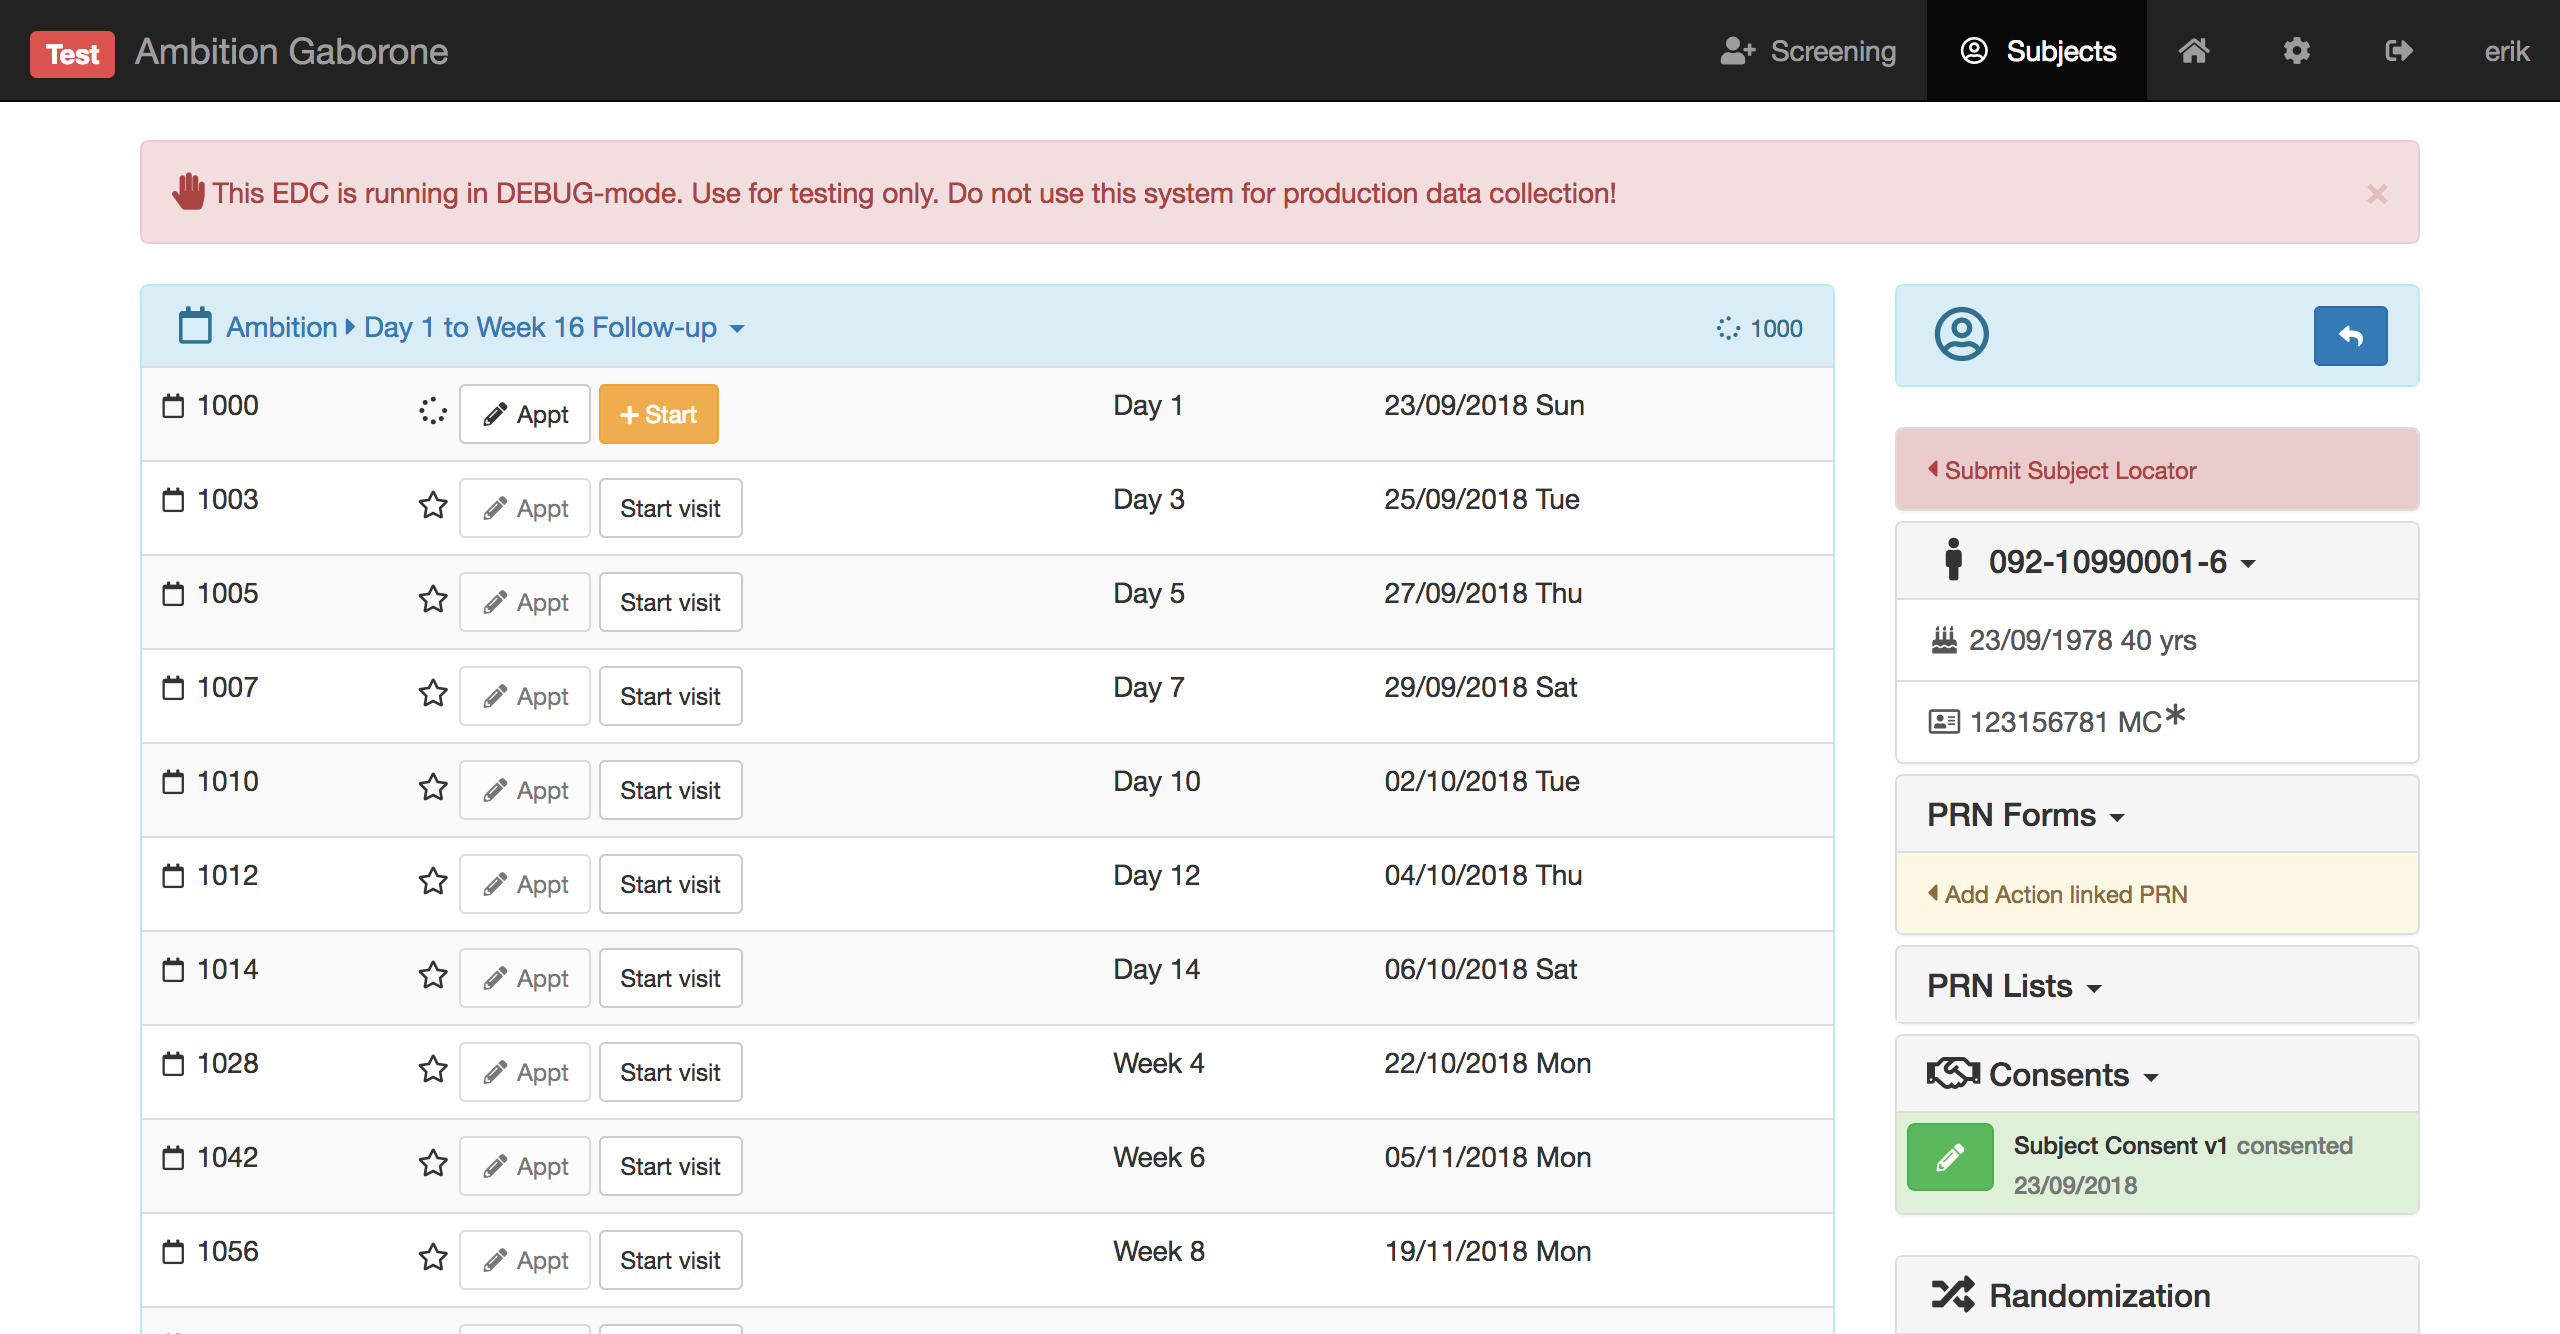 Test Ambition Gaborone Screening Subjects erik
This EDC is running in DEBUG-mode. Use for testing only. Do not use this system for production data collection! ×
Ambition Day 1 to Week 16 Follow-up 1000
1000 Appt + Start Day 1 23/09/2018 Sun
1003 Appt Start visit Day 3 25/09/2018 Tue
1005 Appt Start visit Day 5 27/09/2018 Thu
1007 Appt Start visit Day 7 29/09/2018 Sat
1010 Appt Start visit Day 10 02/10/2018 Tue
1012 Appt Start visit Day 12 04/10/2018 Thu
1014 Appt Start visit Day 14 06/10/2018 Sat
1028 Appt Start visit Week 4 22/10/2018 Mon
1042 Appt Start visit Week 6 05/11/2018 Mon
1056 Appt Start visit Week 8 19/11/2018 Mon
Submit Subject Locator
092-10990001-6
23/09/1978 40 yrs
123156781 MC*
PRN Forms
Add Action linked PRN
PRN Lists
Consents
Subject Consent v1 consented
23/09/2018
Randomization